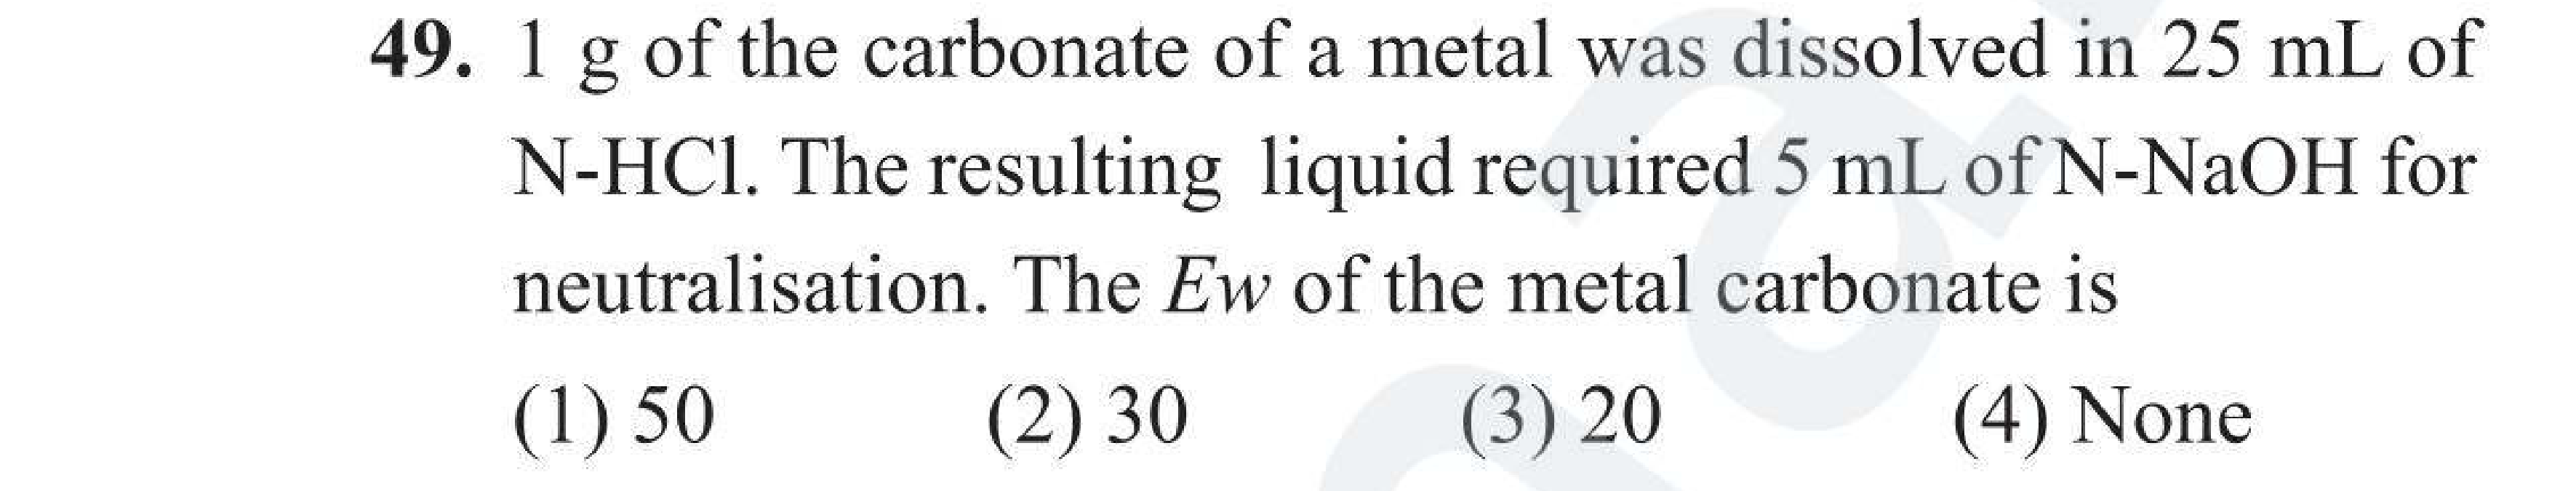 49. 1 g of the carbonate of a metal was dissolved in 25 mL of
N-HCl. The resulting liquid required 5 mL of N-NaOH for
neutralisation. The Ew of the metal carbonate is
(1) 50 (2) 30 (3) 20 (4) None